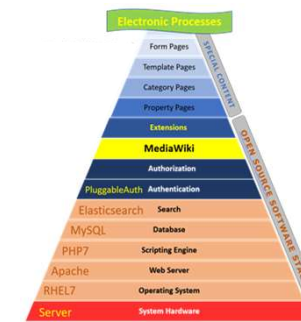 Electronic Processes
Form Pages
Template Pages
Category Pages
Property Pages
Extensions
MediaWiki
Authorization
PluggableAuth Authentication
Elasticsearch Search
MySQL Database
PHP7 Scripting Engine
Apache Web Server
RHEL7 Operating System
Server System Hardware
SPECIAL CONTENT
OPEN SOURCE SOFTWARE